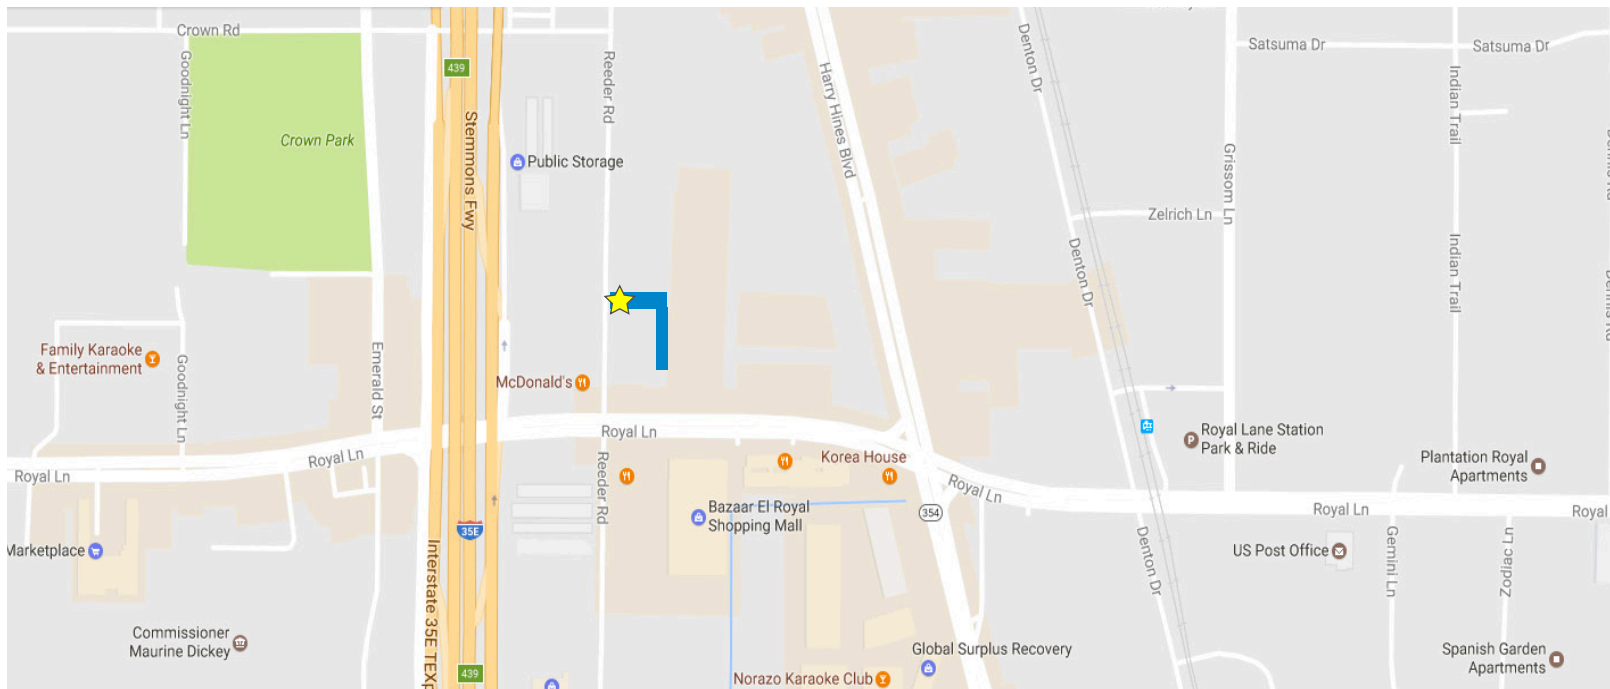 Crown Rd
Satsuma Dr
Satsuma Dr
Goodnight Ln
439
Stemmons Fwy
Reeder Rd
Harry Hines Blvd
Denton Dr
Indian Trail
Crown Park
Public Storage
Grissom Ln
Zelrich Ln
Denton Dr
Indian Trail
Family Karaoke
& Entertainment
Goodnight Ln
Emerald St
McDonald's
Royal Ln
Royal Ln
Royal Ln
Korea House
Royal Lane Station
Park & Ride
P
Plantation Royal
Apartments
Reeder Rd
Royal Ln
Royal Ln
Royal
Bazaar El Royal
Shopping Mall
354
35E
Marketplace
Interstate 35E TEXp
Denton Dr
US Post Office
Gemini Ln
Zodiac Ln
Commissioner
Maurine Dickey
Global Surplus Recovery
Spanish Garden
Apartments
439
Norazo Karaoke Club